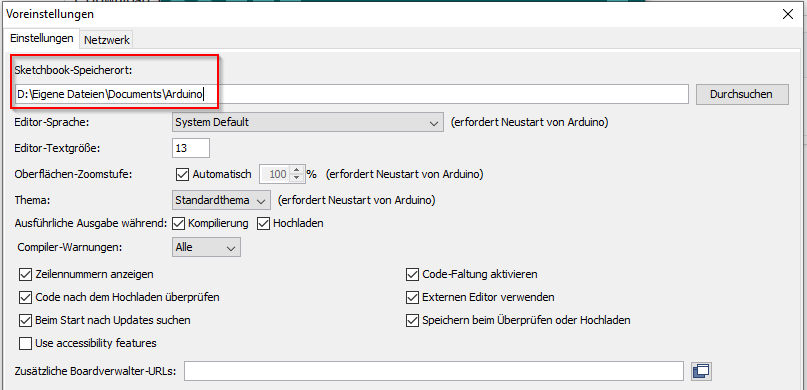 Voreinstellungen
Einstellungen Netzwerk
Sketchbook-Speicherort:
D:\Eigene Dateien\Documents\Arduino Durchsuchen
Editor-Sprache: System Default (erfordert Neustart von Arduino)
Editor-Textgröße: 13
Oberflächen-Zoomstufe: Automatisch 100 % (erfordert Neustart von Arduino)
Thema: Standardthema (erfordert Neustart von Arduino)
Ausführliche Ausgabe während: Kompilierung Hochladen
Compiler-Warnungen: Alle
Zeilennummern anzeigen Code-Faltung aktivieren
Code nach dem Hochladen überprüfen Externen Editor verwenden
Beim Start nach Updates suchen Speichern beim Überprüfen oder Hochladen
Use accessibility features
Zusätzliche Boardverwalter-URLs: